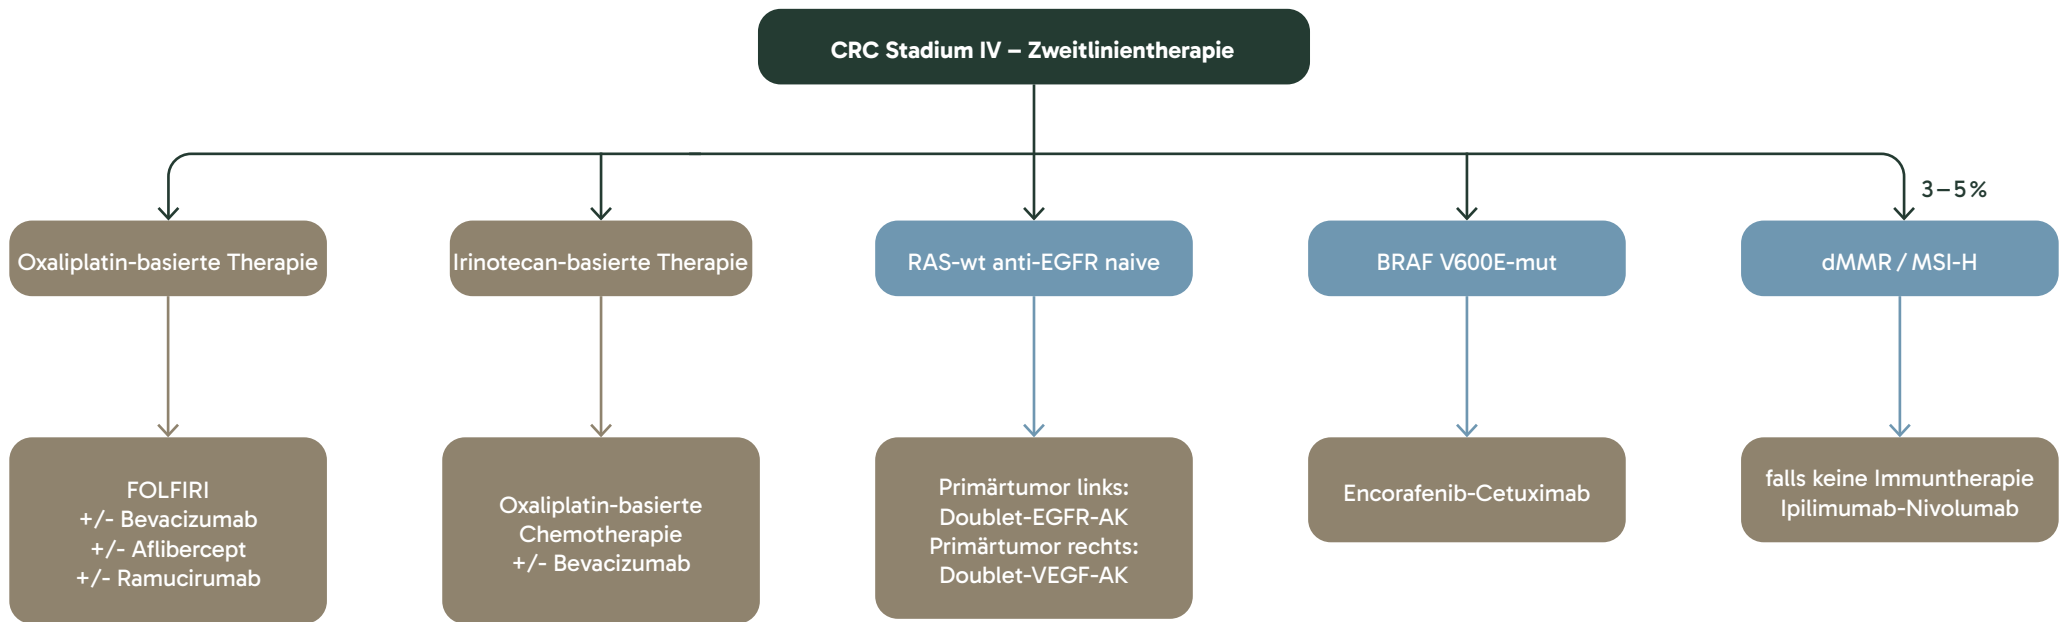 CRC Stadium IV – Zweitlinientherapie
3–5%
Oxaliplatin-basierte Therapie
Irinotecan-basierte Therapie
RAS-wt anti-EGFR naive
BRAF V600E-mut
dMMR / MSI-H
FOLFIRI
+/- Bevacizumab
+/- Aflibercept
+/- Ramucirumab
Oxaliplatin-basierte
Chemotherapie
+/- Bevacizumab
Primärtumor links:
Doublet-EGFR-AK
Primärtumor rechts:
Doublet-VEGF-AK
Encorafenib-Cetuximab
falls keine Immuntherapie
Ipilimumab-Nivolumab